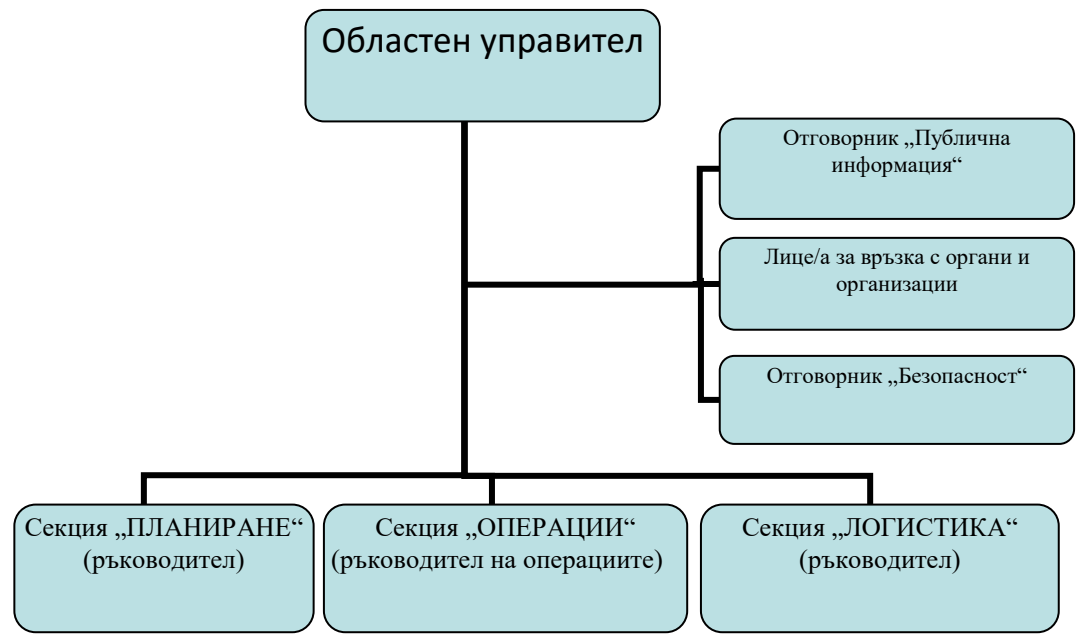 Областен управител
Отговорник „Публична
информация“
Лице/а за връзка с органи и
организации
Отговорник „Безопасност“
Секция „ПЛАНИРАНЕ“
(ръководител)
Секция „ОПЕРАЦИИ“
(ръководител на операциите)
Секция „ЛОГИСТИКА“
(ръководител)